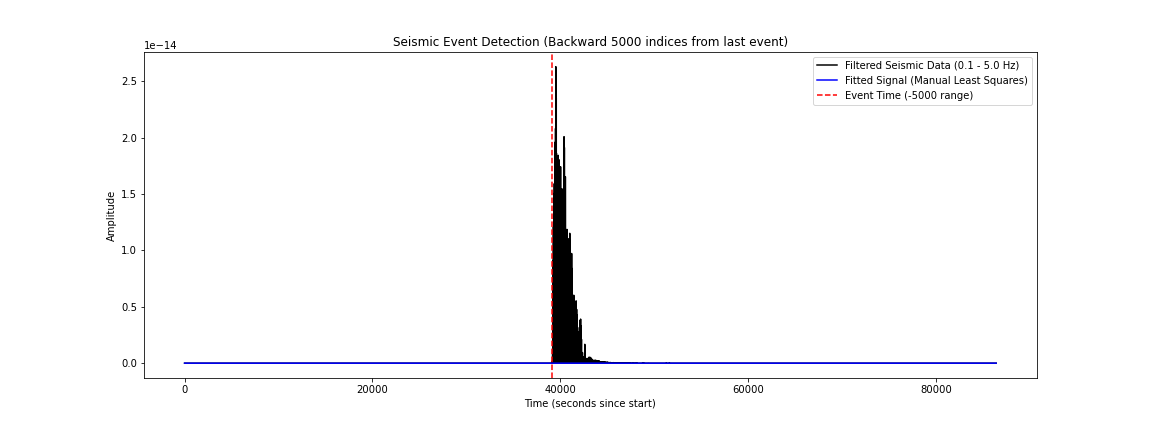 Seismic Event Detection (Backward 5000 indices from last event)
1e−14
Filtered Seismic Data (0.1 - 5.0 Hz)
Fitted Signal (Manual Least Squares)
Event Time (-5000 range)
2.5
2.0
1.5
1.0
0.5
0.0
Amplitude
0
20000
40000
60000
80000
Time (seconds since start)